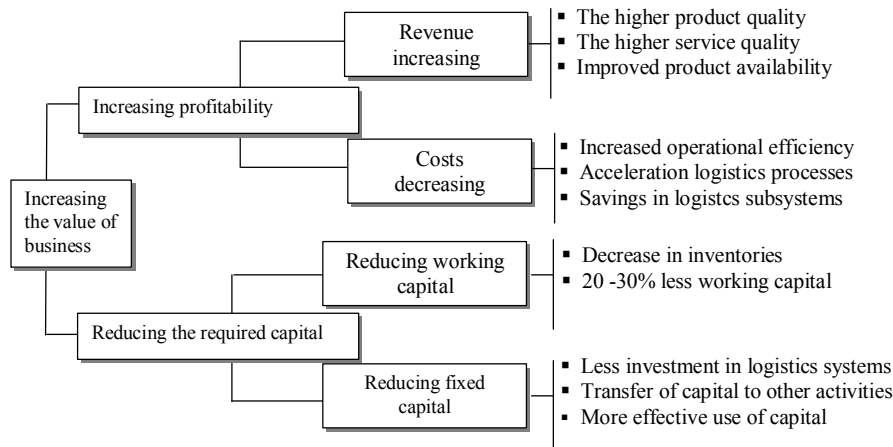 Revenue
increasing
▪ The higher product quality
▪ The higher service quality
▪ Improved product availability
Increasing profitability
Costs
decreasing
▪ Increased operational efficiency
▪ Acceleration logistics processes
▪ Savings in logistcs subsystems
Increasing
the value of
business
Reducing working
capital
▪ Decrease in inventories
▪ 20 -30% less working capital
Reducing the required capital
Reducing fixed
capital
▪ Less investment in logistics systems
▪ Transfer of capital to other activities
▪ More effective use of capital